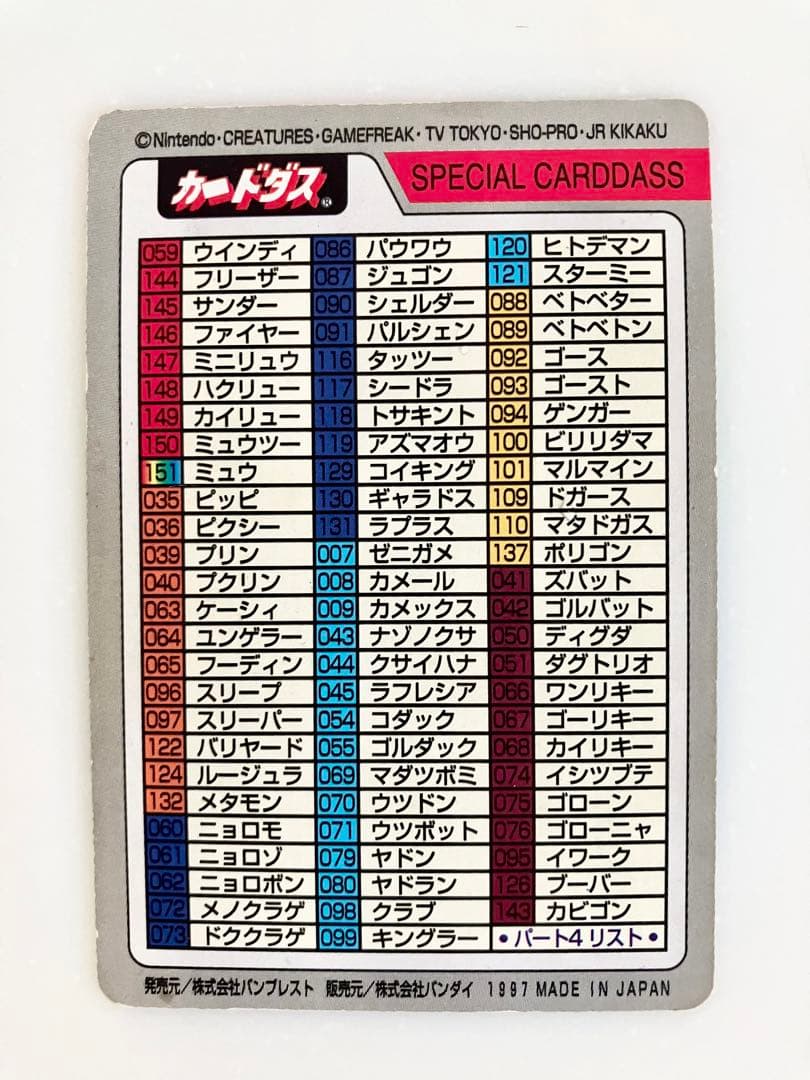 ©Nintendo・CREATURES・GAMEFREAK・TV TOKYO・SHO-PRO・JR KIKAKU
カードダス®
SPECIAL CARDDASS
059 ウインディ
144 フリーザー
145 サンダー
146 ファイヤー
147 ミニリュウ
148 ハクリュー
149 カイリュー
150 ミュウツー
151 ミュウ
035 ピッピ
036 ピクシー
039 プリン
040 プクリン
063 ケーシィ
064 ユンゲラー
065 フーディン
096 スリープ
097 スリーパー
122 バリヤード
124 ルージュラ
132 メタモン
060 ニョロモ
061 ニョロゾ
062 ニョロボン
072 メノクラゲ
073 ドククラゲ
086 パウワウ
087 ジュゴン
090 シェルダー
091 パルシェン
116 タッツー
117 シードラ
118 トサキント
119 アズマオウ
129 コイキング
130 ギャラドス
131 ラプラス
007 ゼニガメ
008 カメール
009 カメックス
043 ナゾノクサ
044 クサイハナ
045 ラフレシア
054 コダック
055 ゴルダック
069 マダツボミ
070 ウツドン
071 ウツボット
079 ヤドン
080 ヤドラン
098 クラブ
099 キングラー
120 ヒトデマン
121 スターミー
088 ベトベター
089 ベトベトン
092 ゴース
093 ゴースト
094 ゲンガー
100 ビリリダマ
101 マルマイン
109 ドガース
110 マタドガス
137 ポリゴン
041 ズバット
042 ゴルバット
050 ディグダ
051 ダグトリオ
066 ワンリキー
067 ゴーリキー
068 カイリキー
074 イシツブテ
075 ゴローン
076 ゴローニャ
095 イワーク
126 ブーバー
143 カビゴン
・パート4リスト・
発売元/株式会社バンプレスト 販売元/株式会社バンダイ 1997 MADE IN JAPAN